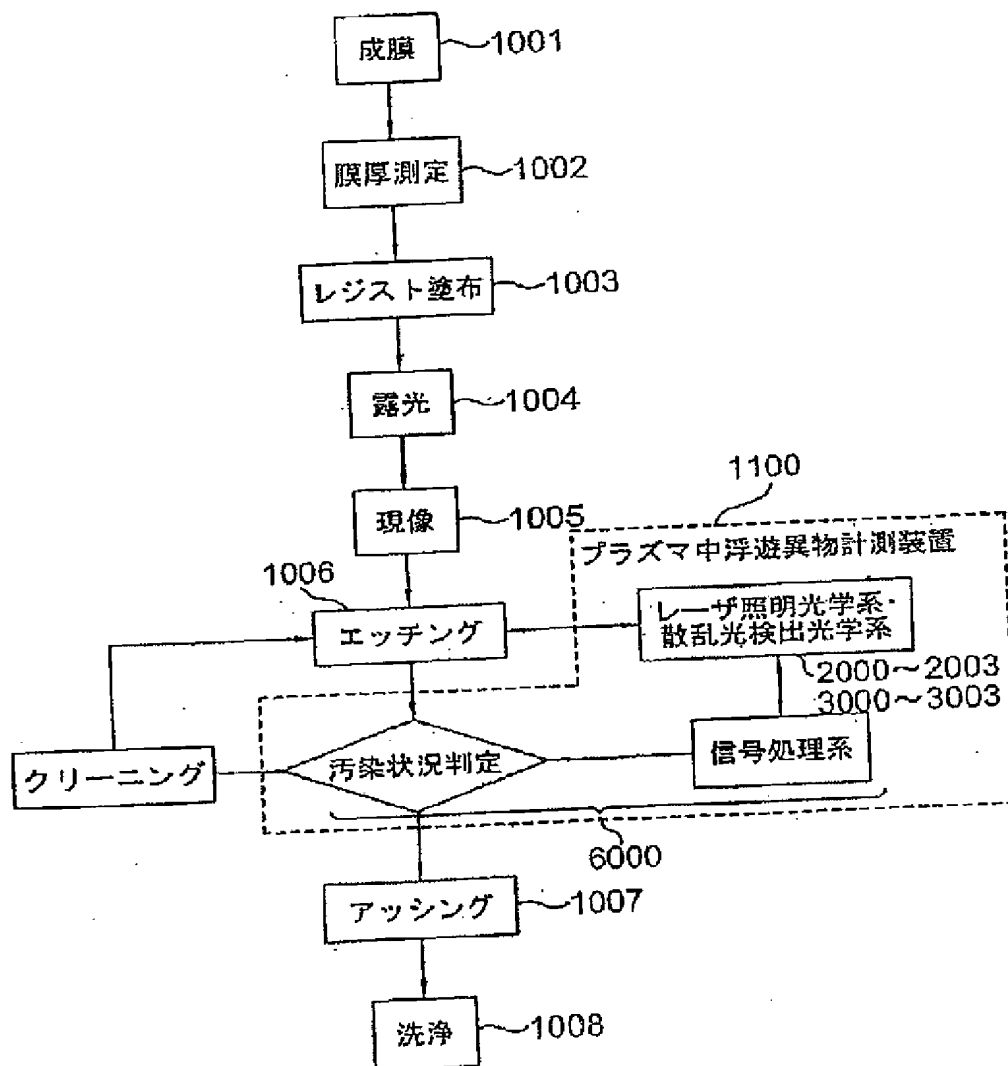 成膜
1001
膜厚測定
1002
レジスト塗布
1003
露光
1004
現像
1005
1100
プラズマ中浮遊異物計測装置
1006
エッチング
レーザ照明光学系・
散乱光検出光学系
2000～2003
3000～3003
クリーニング
汚染状況判定
信号処理系
6000
アッシング
1007
洗浄
1008